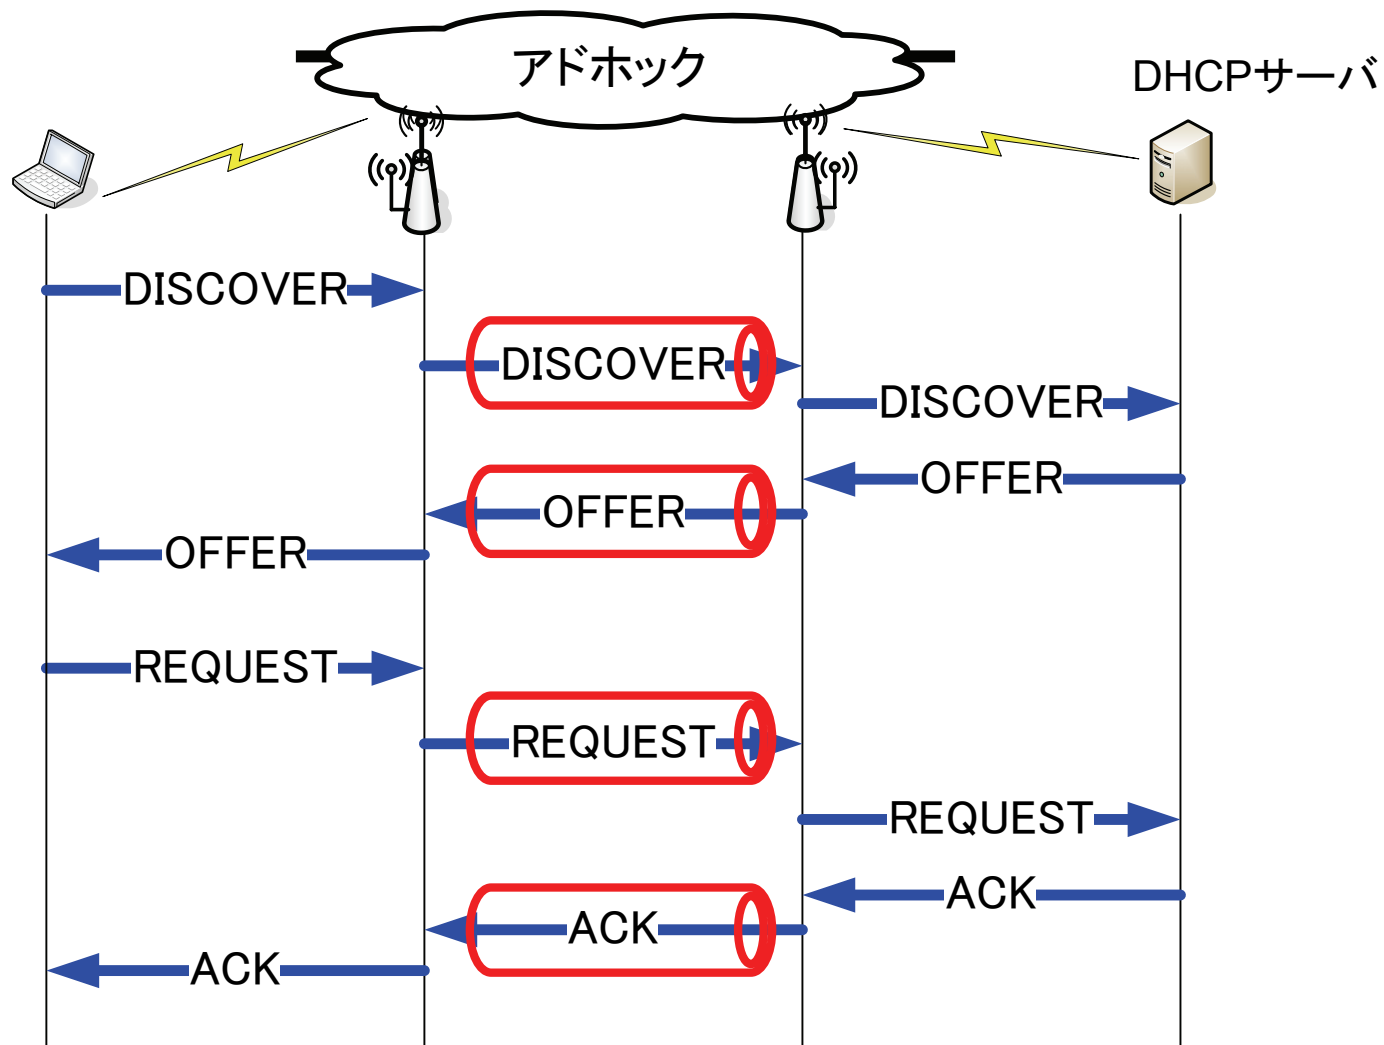 アドホック
DHCPサーバ
DISCOVER
DISCOVER
DISCOVER
OFFER
OFFER
OFFER
REQUEST
REQUEST
REQUEST
ACK
ACK
ACK